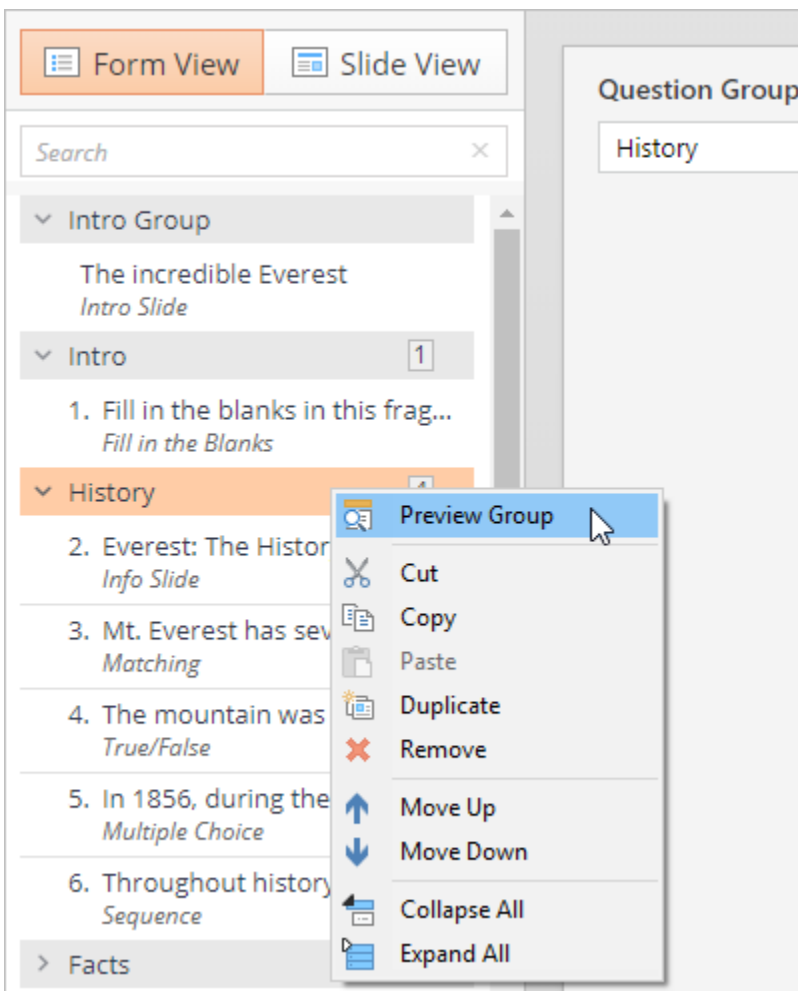 Form View
Slide View
Search
Intro Group
The incredible Everest
Intro Slide
Intro 1
1. Fill in the blanks in this frag...
Fill in the Blanks
History
2. Everest: The Histor
Info Slide
3. Mt. Everest has sev
Matching
4. The mountain was
True/False
5. In 1856, during the
Multiple Choice
6. Throughout history
Sequence
Facts
Preview Group
Cut
Copy
Paste
Duplicate
Remove
Move Up
Move Down
Collapse All
Expand All
Question Group
History